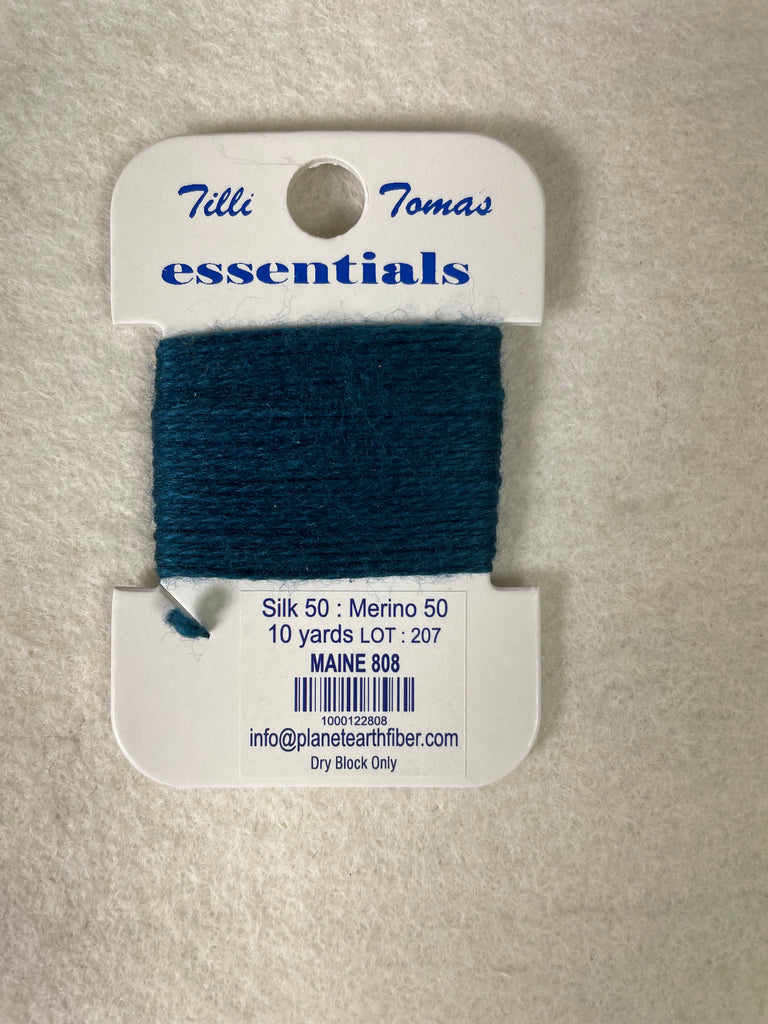 Tilli Tomas
essentials
Silk 50 : Merino 50
10 yards LOT : 207
MAINE 808
1000122808
info@planetearthfiber.com
Dry Block Only